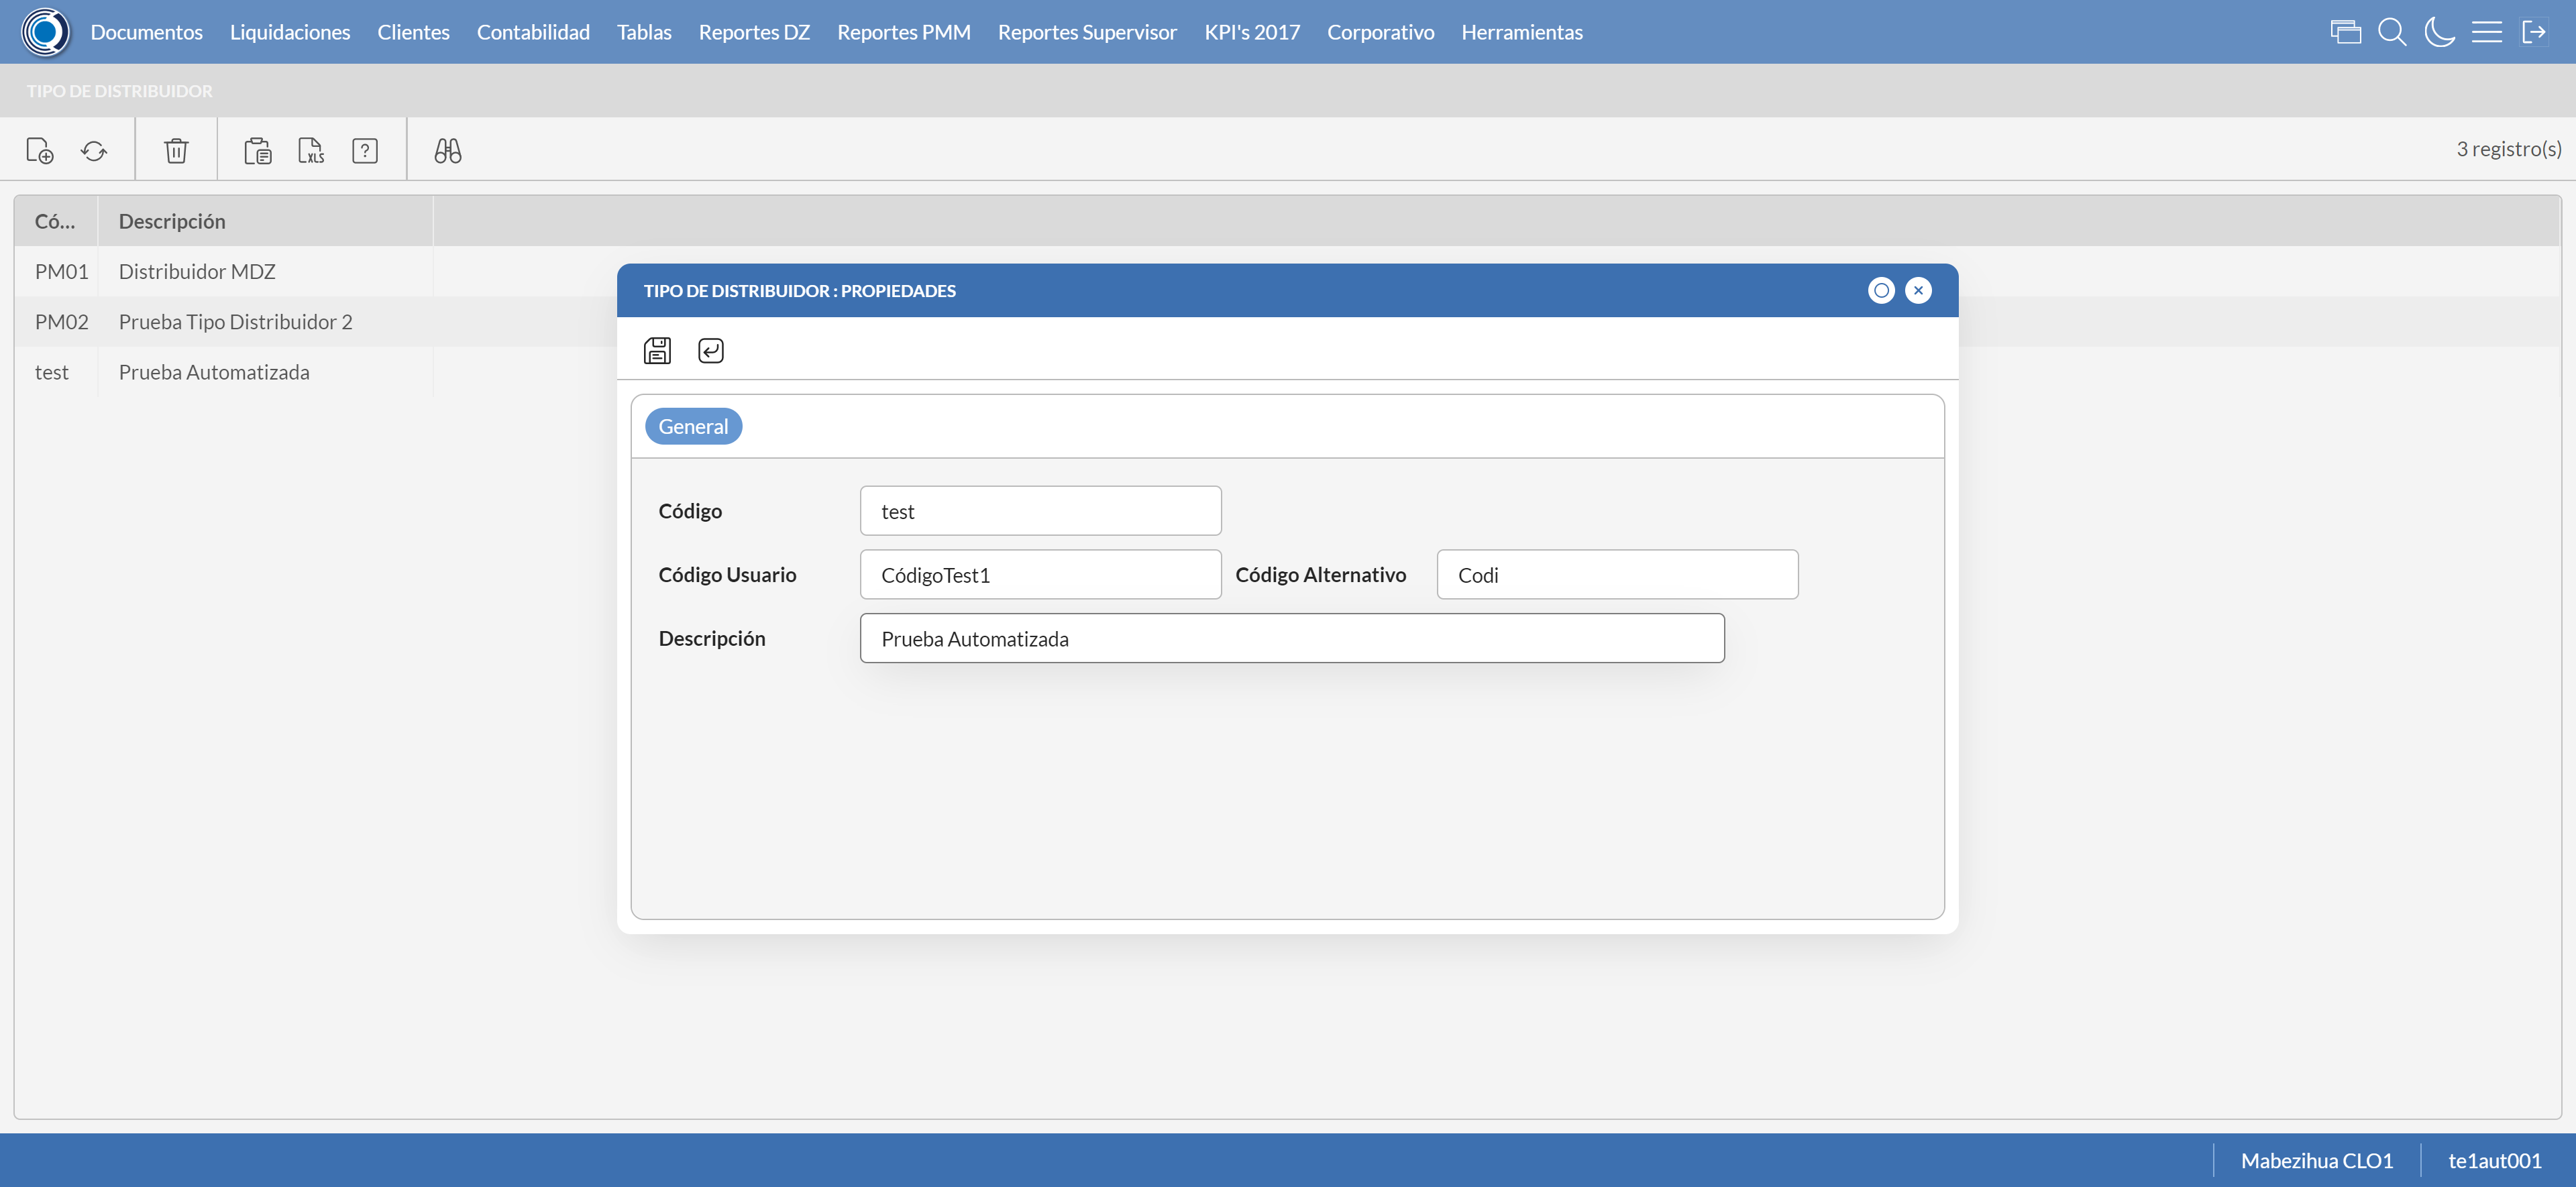 Documentos Liquidaciones Clientes Contabilidad Tablas Reportes DZ Reportes PMM Reportes Supervisor KPI's 2017 Corporativo Herramientas
TIPO DE DISTRIBUIDOR
XLS ? 3 registro(s)
Có... Descripción
PM01 Distribuidor MDZ
PM02 Prueba Tipo Distribuidor 2
test Prueba Automatizada
TIPO DE DISTRIBUIDOR : PROPIEDADES
General
Código test
Código Usuario CódigoTest1 Código Alternativo Codi
Descripción Prueba Automatizada
Mabezihua CLO1 te1aut001